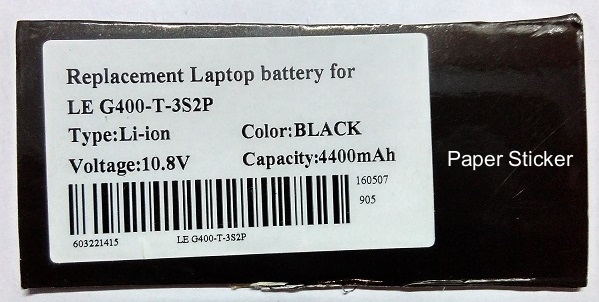 Replacement Laptop battery for
LE G400-T-3S2P
Type:Li-ion Color:BLACK
Voltage:10.8V Capacity:4400mAh
160507
905
603221415 LE G400-T-3S2P
Paper Sticker